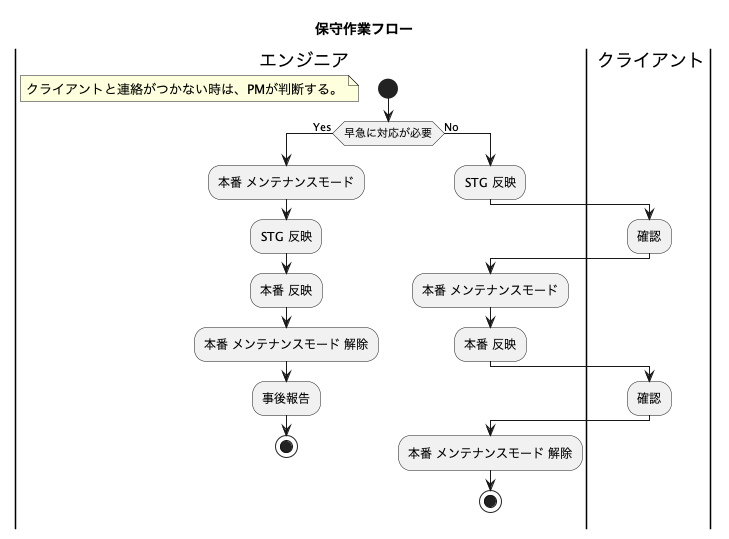 保守作業フロー
エンジニア
クライアント
クライアントと連絡がつかない時は、PMが判断する。
Yes
早急に対応が必要
No
本番 メンテナンスモード
STG 反映
本番 反映
本番 メンテナンスモード 解除
事後報告
STG 反映
確認
本番 メンテナンスモード
本番 反映
確認
本番 メンテナンスモード 解除